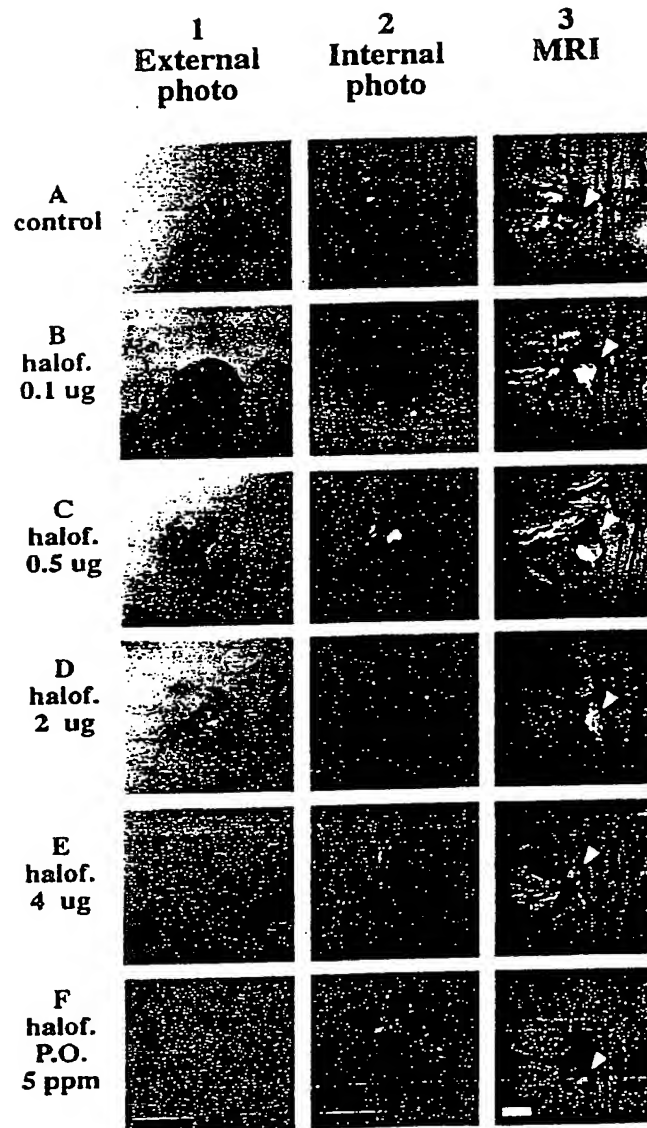 1
External
photo
2
Internal
photo
3
MRI
A
control
B
halof.
0.1 ug
C
halof.
0.5 ug
D
halof.
2 ug
E
halof.
4 ug
F
halof.
P.O.
5 ppm